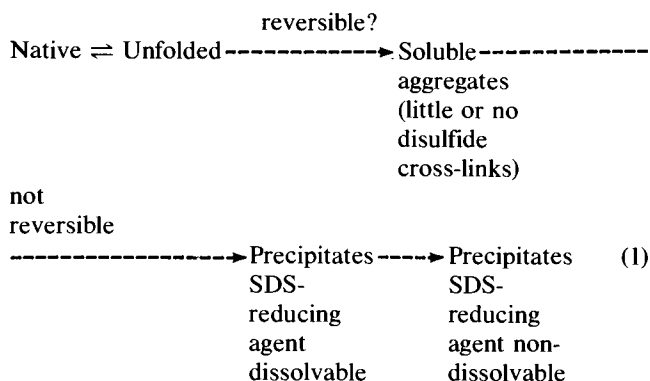 reversible?
Native ⇌ Unfolded Soluble
aggregates
(little or no
disulfide
cross-links)
not
reversible
Precipitates Precipitates (1)
SDS- SDS-
reducing reducing
agent agent non-
dissolvable dissolvable